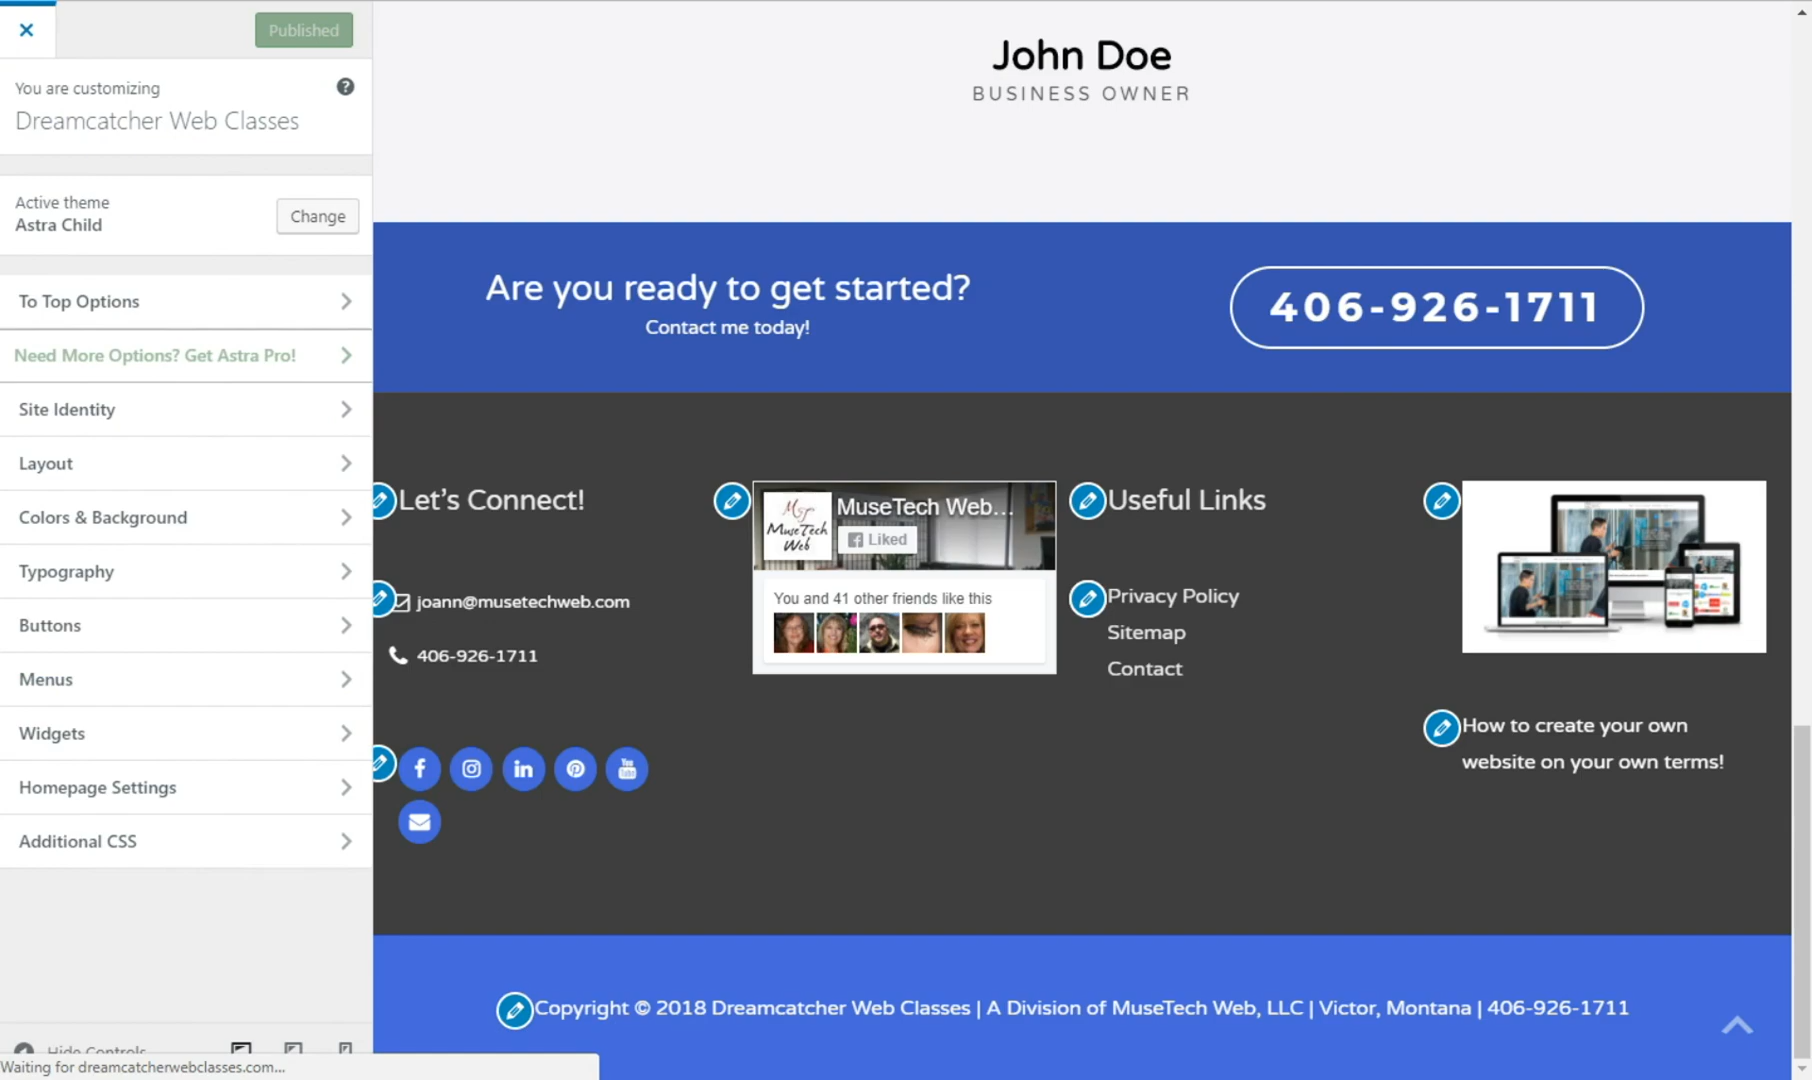 Published
You are customizing
Dreamcatcher Web Classes
Active theme
Astra Child
Change
To Top Options
Need More Options? Get Astra Pro!
Site Identity
Layout
Colors & Background
Typography
Buttons
Menus
Widgets
Homepage Settings
Additional CSS
Hide Controls
Waiting for dreamcatcherwebclasses.com...
John Doe
BUSINESS OWNER
Are you ready to get started?
Contact me today!
406-926-1711
Let's Connect!
joann@musetechweb.com
406-926-1711
MuseTech Web
MuseTech Web...
Liked
You and 41 other friends like this
Useful Links
Privacy Policy
Sitemap
Contact
How to create your own
website on your own terms!
Copyright © 2018 Dreamcatcher Web Classes | A Division of MuseTech Web, LLC | Victor, Montana | 406-926-1711